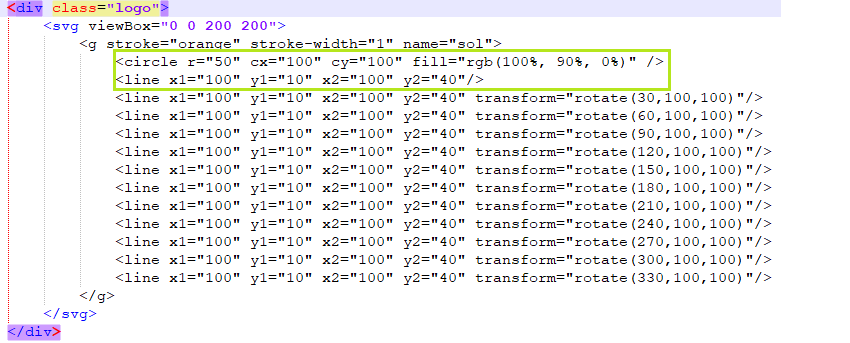 <div class="logo">
<svg viewBox="0 0 200 200">
<g stroke="orange" stroke-width="1" name="sol">
<circle r="50" cx="100" cy="100" fill="rgb(100%, 90%, 0%)" />
<line x1="100" y1="10" x2="100" y2="40"/>
<line x1="100" y1="10" x2="100" y2="40" transform="rotate(30,100,100)"/>
<line x1="100" y1="10" x2="100" y2="40" transform="rotate(60,100,100)"/>
<line x1="100" y1="10" x2="100" y2="40" transform="rotate(90,100,100)"/>
<line x1="100" y1="10" x2="100" y2="40" transform="rotate(120,100,100)"/>
<line x1="100" y1="10" x2="100" y2="40" transform="rotate(150,100,100)"/>
<line x1="100" y1="10" x2="100" y2="40" transform="rotate(180,100,100)"/>
<line x1="100" y1="10" x2="100" y2="40" transform="rotate(210,100,100)"/>
<line x1="100" y1="10" x2="100" y2="40" transform="rotate(240,100,100)"/>
<line x1="100" y1="10" x2="100" y2="40" transform="rotate(270,100,100)"/>
<line x1="100" y1="10" x2="100" y2="40" transform="rotate(300,100,100)"/>
<line x1="100" y1="10" x2="100" y2="40" transform="rotate(330,100,100)"/>
</g>
</svg>
</div>